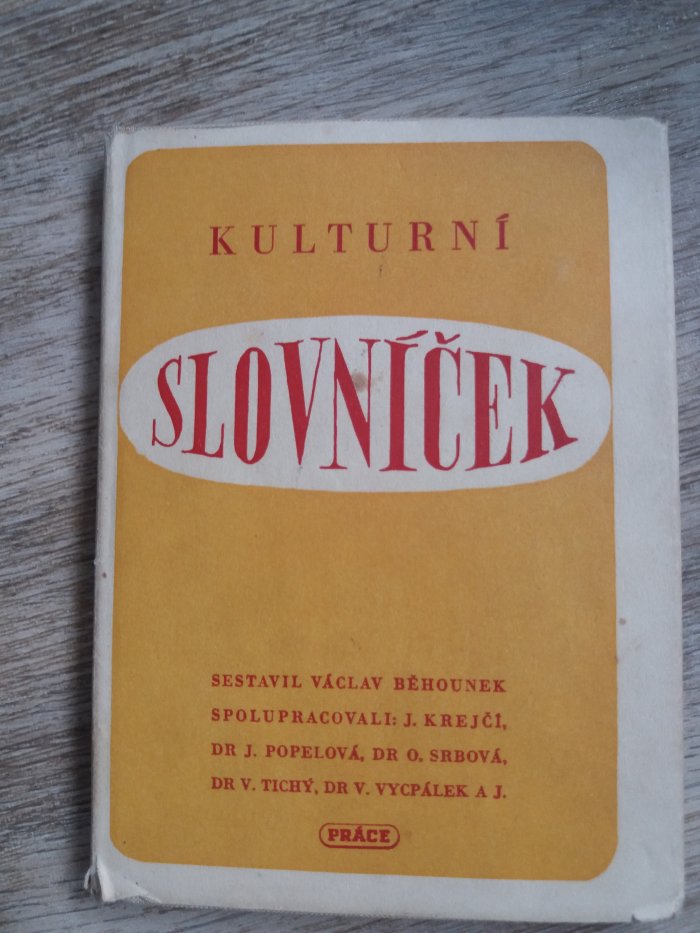 KULTURNÍ
SLOVNÍČEK
SESTAVIL VÁCLAV BĚHOUNEK
SPOLUPRACOVALI: J. KREJČÍ,
DR J. POPELOVÁ, DR O. SRBOVÁ,
DR V. TICHÝ, DR V. VYCPÁLEK A J.
PRÁCE